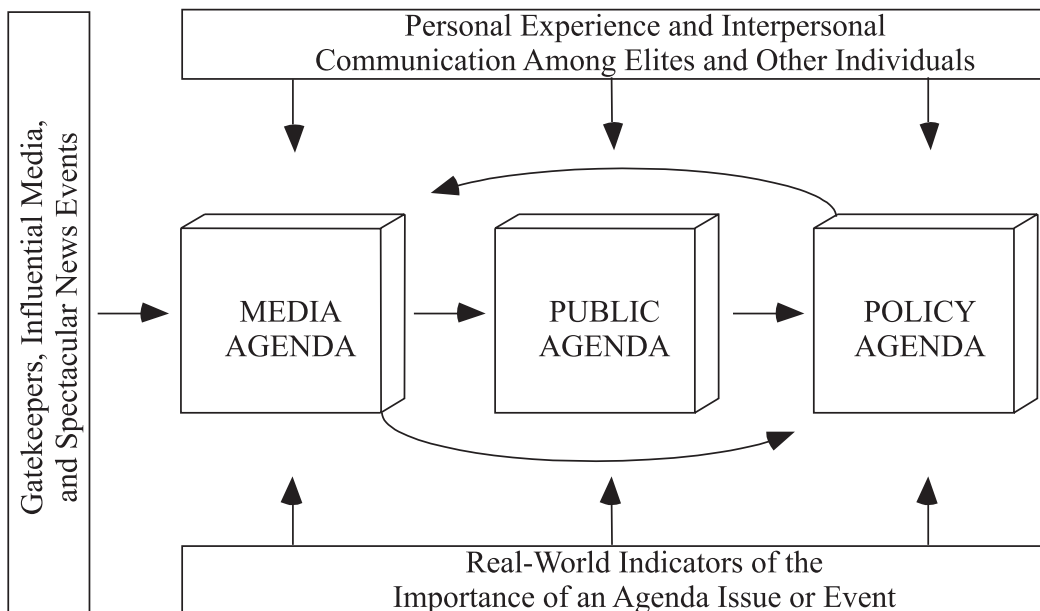 Personal Experience and Interpersonal
Communication Among Elites and Other Individuals
Gatekeepers, Influential Media,
and Spectacular News Events
MEDIA
AGENDA
PUBLIC
AGENDA
POLICY
AGENDA
Real-World Indicators of the
Importance of an Agenda Issue or Event